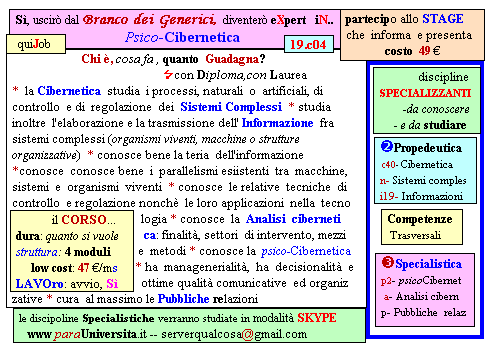 Sì, uscirò dal Branco dei Generici, diventerò eXpert iN..
Psico-Cibernetica
partecipo allo STAGE
che informa e presenta
costo 49 €
quiJob
19.c04
Chi è, cosa fa, quanto Guadagna?
con Diploma,con Laurea
* la Cibernetica studia i processi, naturali o artificiali, di
controllo e di regolazione dei Sistemi Complessi * studia
inoltre l'elaborazione e la trasmissione dell'Informazione fra
sistemi complessi (organismi viventi, macchine o strutture
organizzative) * conosce bene la teria dell'informazione
*conosce conosce bene i parallelismi esiistenti tra macchine,
sistemi e organismi viventi * conosce le relative tecniche di
controllo e regolazione nonchè le loro applicazioni nella tecno
logia * conosce la Analisi ciberneti
ca: finalità, settori di intervento, mezzi
e metodi * conosce la psico-Cibernetica
* ha managerialità, ha decisionalità e
ottime qualità comunicative ed organiz
zative * cura al massimo le Pubbliche relazioni
il CORSO...
dura: quanto si vuole
struttura: 4 moduli
low cost: 47 €/ms
LAVOro: avvio, Sì
le discipline Specialistiche verranno studiate in modalità SKYPE
www.paraUniversita.it -- serverqualcosa@gmail.com
discipline
SPECIALIZZANTI
-da conoscere
- e da studiare
❷Propedeutica
c40- Cibernetica
n- Sistemi comples
i19- Informazioni
Competenze
Trasversali
❸Specialistica
p2- psicoCibernet
a- Analisi cibern
p- Pubbliche relaz